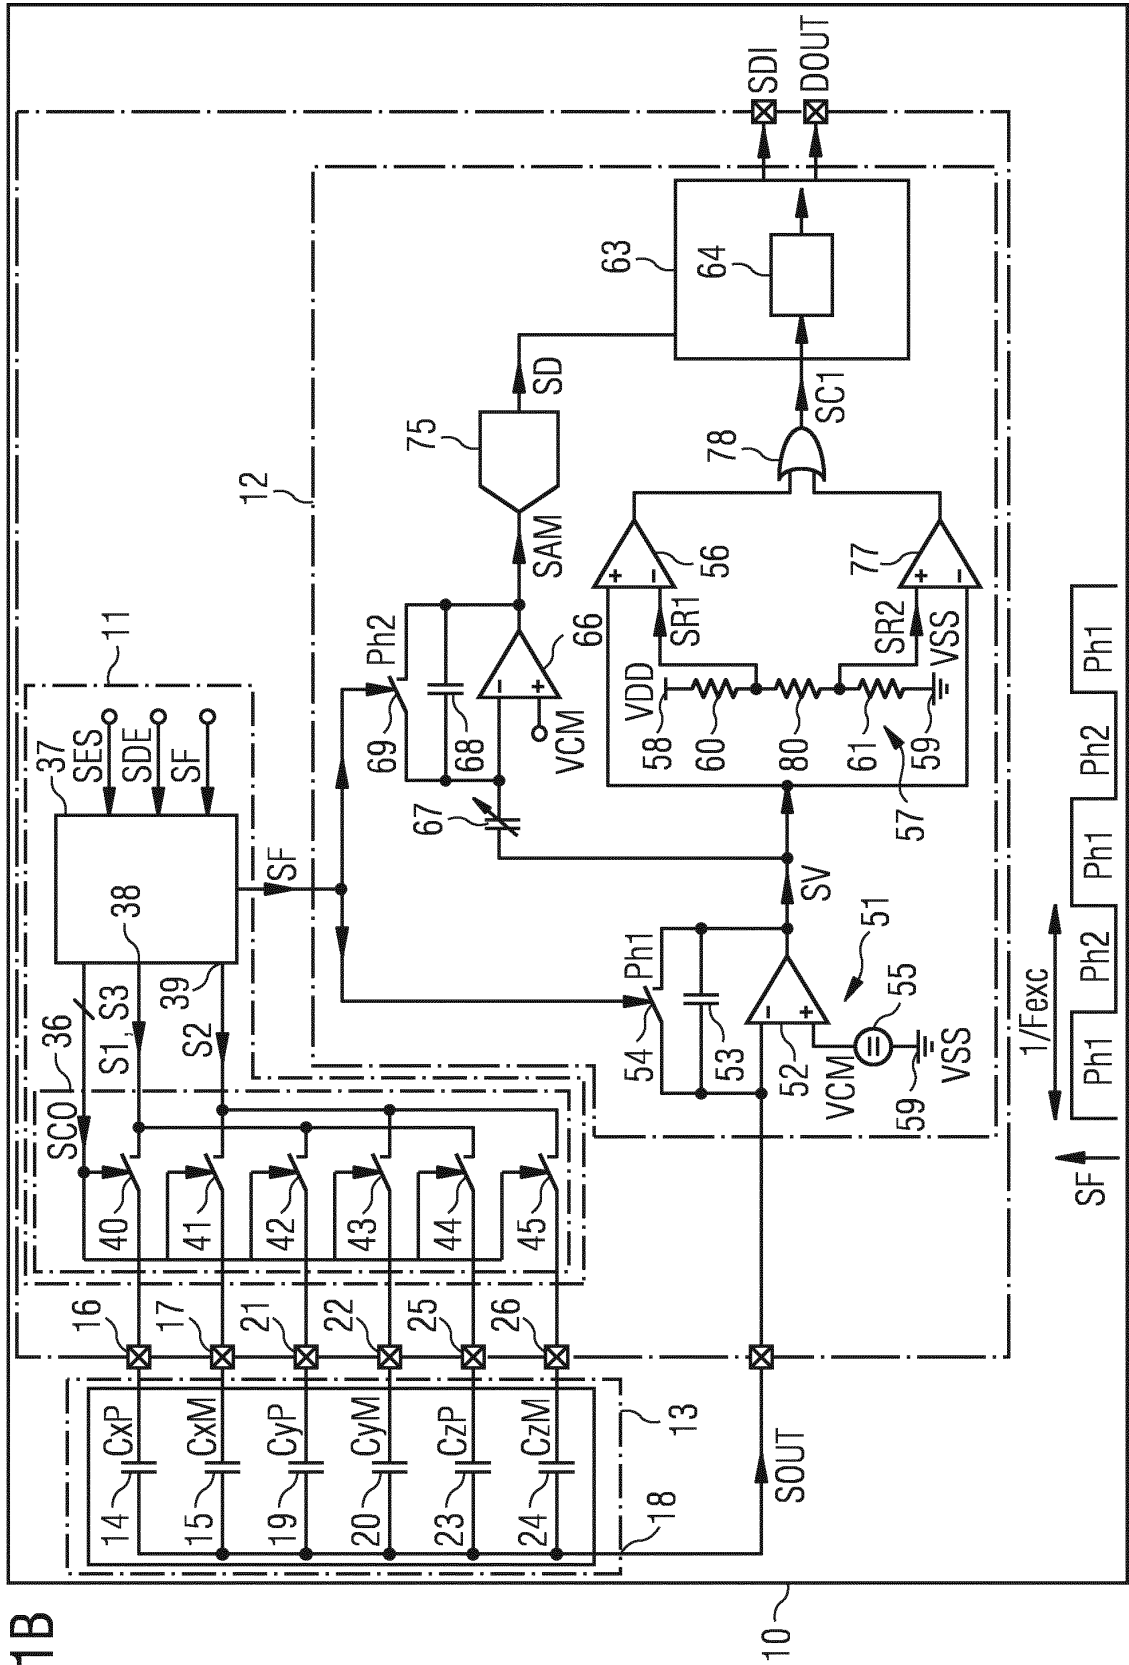 1B
10
11
12
13
37
SES
SDE
SF
38
39
36
S1, S3
S2
SCO
SF
40
41
42
43
44
45
16
17
21
22
25
26
CxP
CxM
CyP
CyM
CzP
CzM
14
15
19
20
23
24
18
SOUT
Ph2
69
68
67
66
VCM
SAM
75
SD
Ph1
54
53
52
51
55
VCM
59
VSS
SV
VDD
58
60
80
61
59
VSS
57
SR1
SR2
56
77
78
SC1
63
64
SDI
DOUT
SF
1/Fexc
Ph1
Ph2
Ph1
Ph2
Ph1
+
−
+
−
−
+
−
+